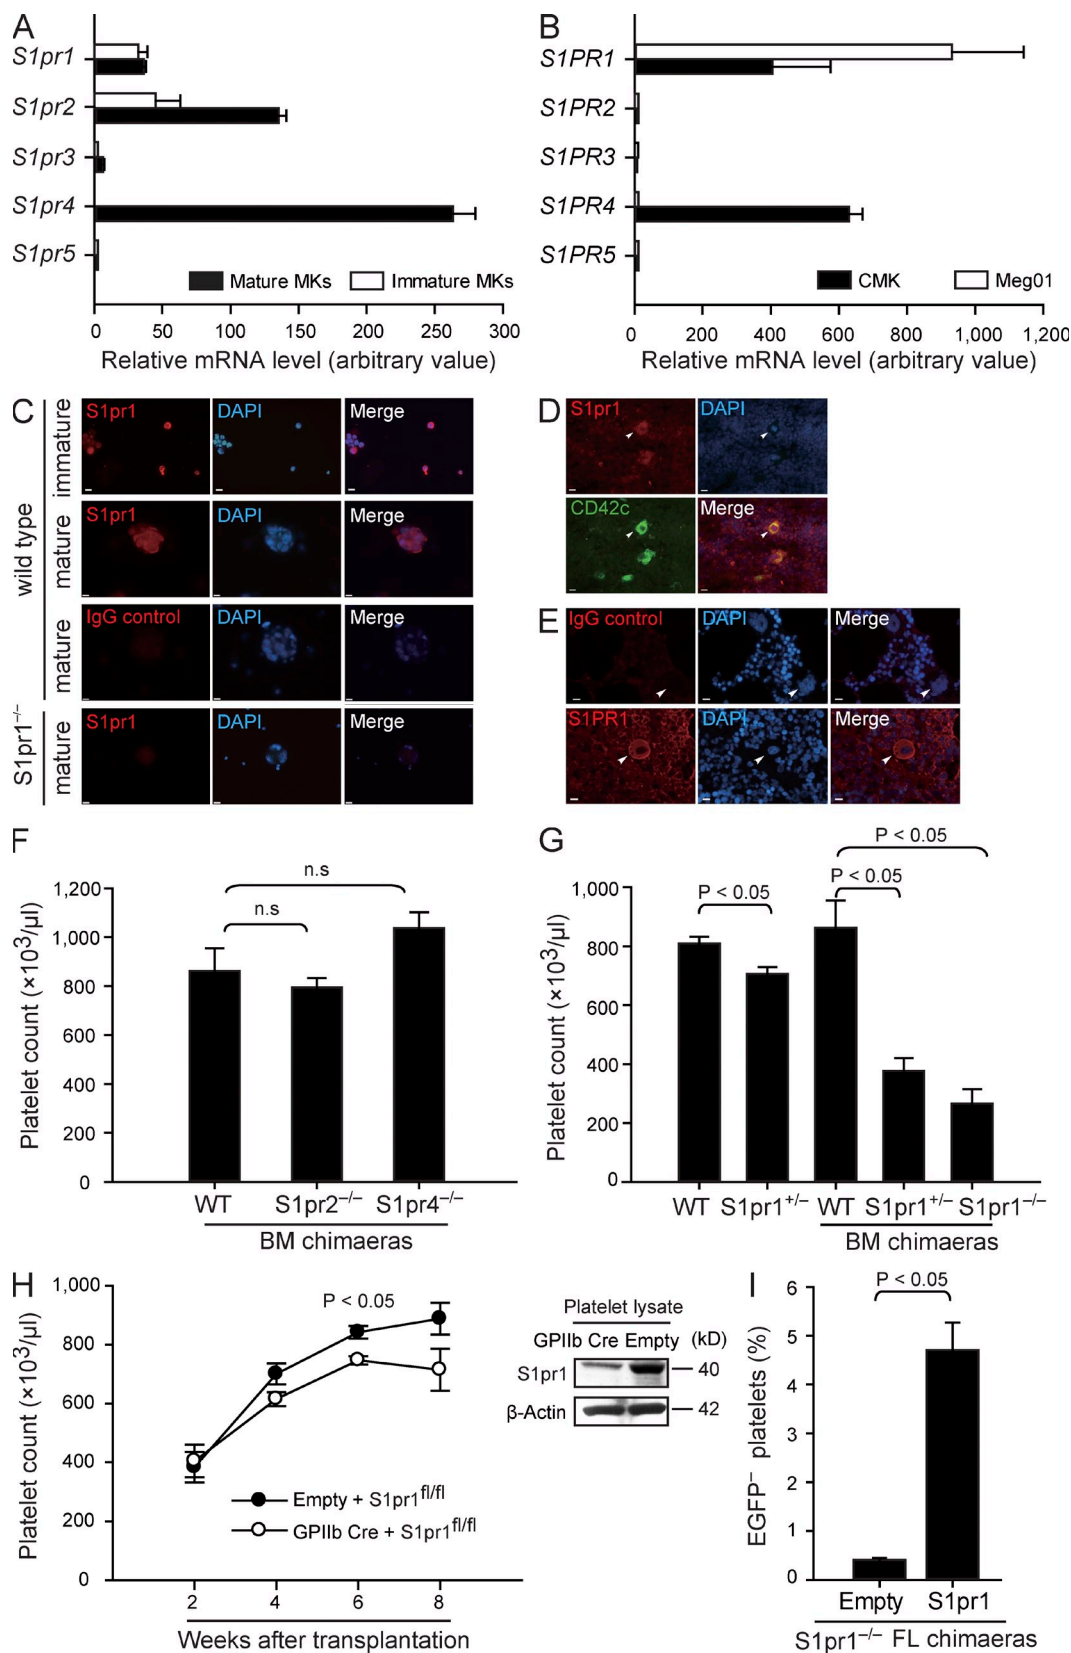 A
S1pr1
S1pr2
S1pr3
S1pr4
S1pr5
Mature MKs
Immature MKs
0 50 100 150 200 250 300
Relative mRNA level (arbitrary value)
B
S1PR1
S1PR2
S1PR3
S1PR4
S1PR5
CMK
Meg01
0 200 400 600 800 1,000 1,200
Relative mRNA level (arbitrary value)
C
wild type
immature
S1pr1 DAPI Merge
mature
S1pr1 DAPI Merge
mature
IgG control DAPI Merge
S1pr1−/−
mature
S1pr1 DAPI Merge
D
S1pr1 DAPI
CD42c Merge
E
IgG control DAPI Merge
S1PR1 DAPI Merge
F
n.s
n.s
Platelet count (×10³/µl)
1,200
1,000
800
600
400
200
0
WT S1pr2−/− S1pr4−/−
BM chimaeras
G
P < 0.05
P < 0.05
P < 0.05
Platelet count (×10³/µl)
1,000
800
600
400
200
0
WT S1pr1+/− WT S1pr1+/− S1pr1−/−
BM chimaeras
H
P < 0.05
Platelet count (×10³/µl)
1,000
800
600
400
200
0
Empty + S1pr1fl/fl
GPIIb Cre + S1pr1fl/fl
2 4 6 8
Weeks after transplantation
Platelet lysate
GPIIb Cre Empty (kD)
S1pr1 40
β-Actin 42
I
P < 0.05
EGFP− platelets (%)
6
5
4
3
2
1
0
Empty S1pr1
S1pr1−/− FL chimaeras